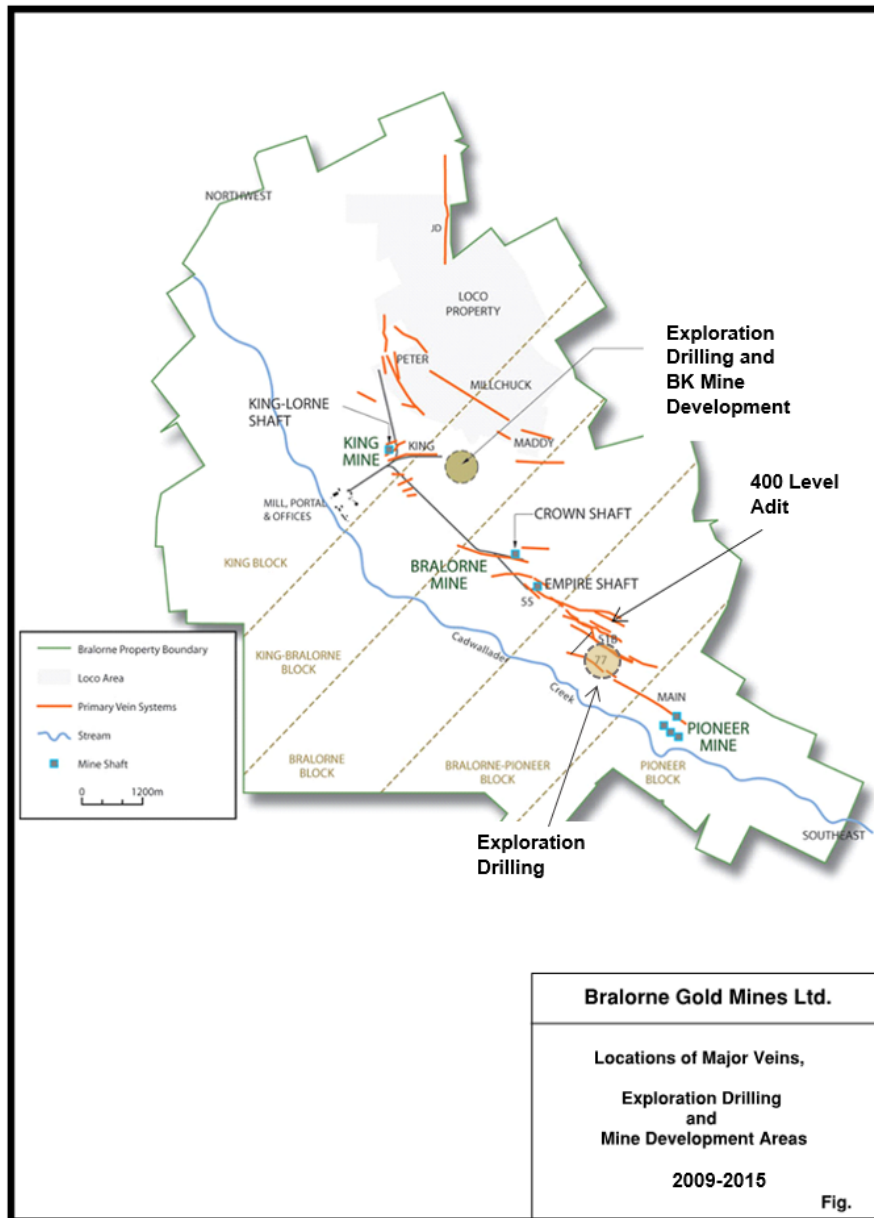 NORTHWEST
JD
LOCO
PROPERTY
Exploration
Drilling and
BK Mine
Development
PETER
MILLCHUCK
KING-LORNE
SHAFT
KING
MINE
KING
MADDY
400 Level
Adit
MILL, PORTAL
& OFFICES
CROWN SHAFT
KING BLOCK
BRALORNE
MINE
EMPIRE SHAFT
55
51B
77
Cadwallader
Creek
KING-BRALORNE
BLOCK
MAIN
PIONEER
MINE
BRALORNE
BLOCK
BRALORNE-PIONEER
BLOCK
PIONEER
BLOCK
SOUTHEAST
Exploration
Drilling
Bralorne Property Boundary
Loco Area
Primary Vein Systems
Stream
Mine Shaft
0 1200m
Bralorne Gold Mines Ltd.
Locations of Major Veins,
Exploration Drilling
and
Mine Development Areas
2009-2015
Fig.